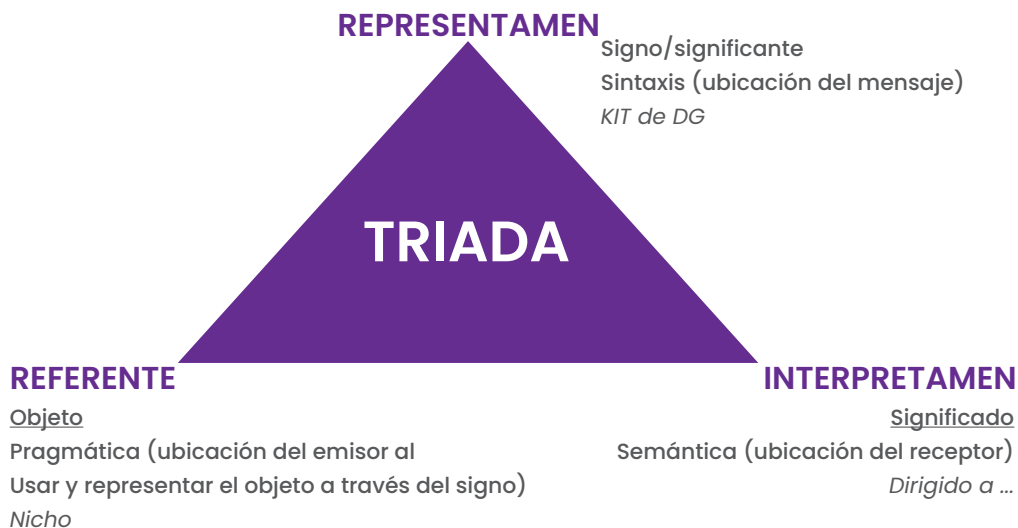 REPRESENTAMEN
Signo/significante
Sintaxis (ubicación del mensaje)
KIT de DG
TRIADA
REFERENTE
Objeto
Pragmática (ubicación del emisor al
Usar y representar el objeto a través del signo)
Nicho
INTERPRETAMEN
Significado
Semántica (ubicación del receptor)
Dirigido a ...